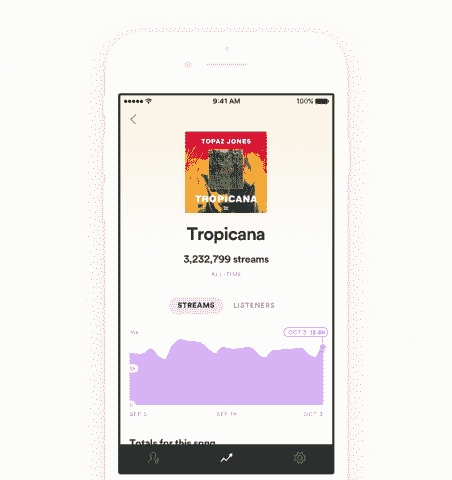 9:41 AM
100%
TOPAZ JONES
TROPICANA
Tropicana
3,232,799 streams
ALL-TIME
STREAMS LISTENERS
OCT 3
SEP 5 SEP 19 OCT 3
Totals for this song